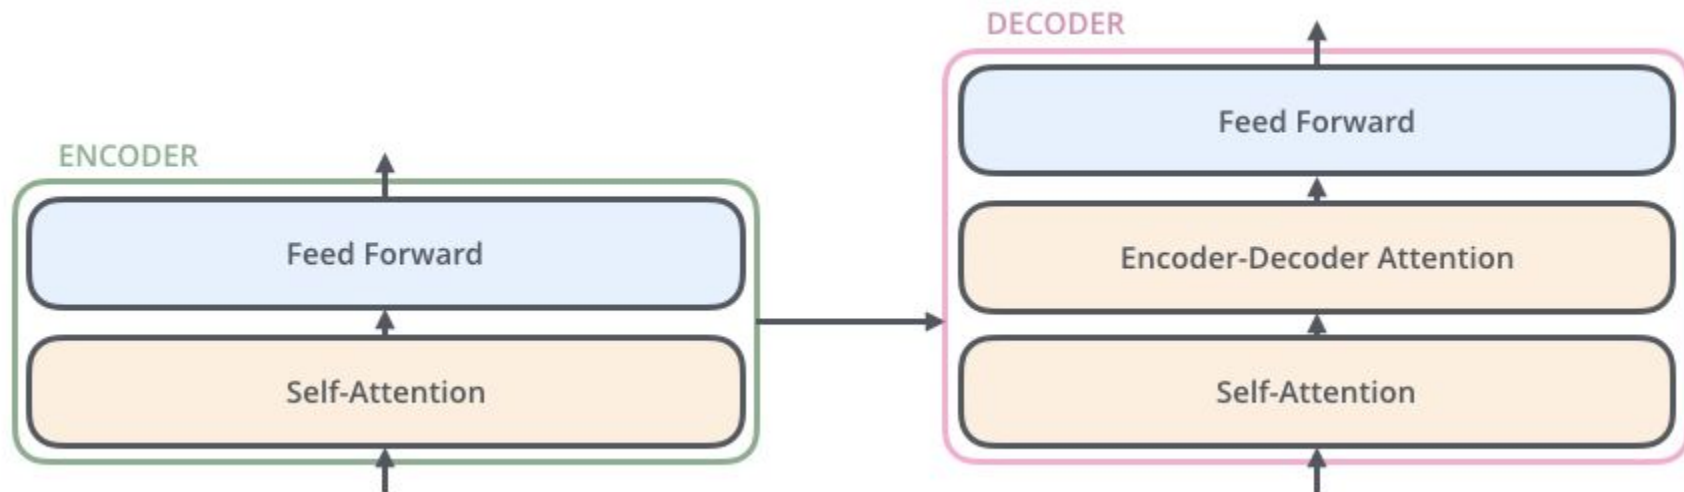 ENCODER
Feed Forward
Self-Attention
DECODER
Feed Forward
Encoder-Decoder Attention
Self-Attention